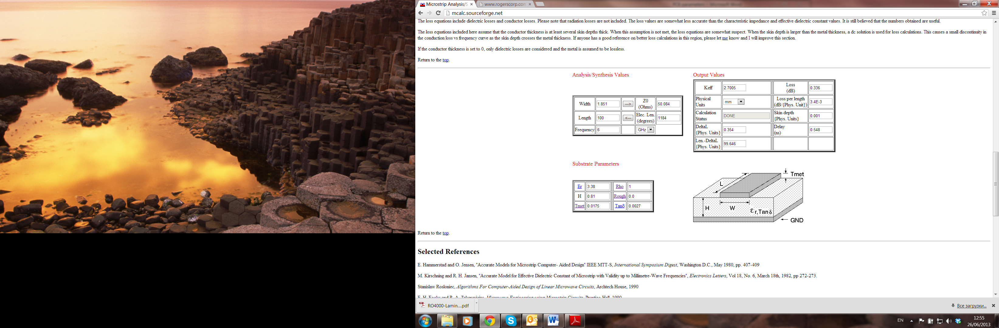 Microstrip Analysis/S
www.rogerscorp.com
mcalc.sourceforge.net
The loss equations include dielectric losses and conductor losses. Please note that radiation losses are not included. The loss values are somewhat less accurate than the characteristic impedance and effective dielectric constant values. It is still believed that the numbers obtained are useful.
The loss equations included here assume that the conductor thickness is at least several skin depths thick. When this assumption is not met, the loss equations are somewhat suspect. When the skin depth is larger than the metal thickness, a dc solution is used for loss calculations. This causes a small discontinuity in
the conduction loss vs frequency curve as the skin depth crosses the metal thickness. If anyone has a good reference on better loss calculations in this region, please let me know and I will improve this section.
If the conductor thickness is set to 0, only dielectric losses are considered and the metal is assumed to be lossless.
Return to the top.
Analysis/Synthesis Values
Width 1.851 ---> Z0 (Ohms) 50.084
Length 100 <--- Elec. Len. (degrees) 1184
Frequency 6 GHz
Output Values
Keff 2.7005 Loss (dB) 0.336
Physical Units mm Loss per length (dB/{Phys. Unit}) 3.4E-3
Calculation Status DONE Skin depth {Phys. Units} 0.001
DeltaL {Phys. Units} 0.354 Delay (ns) 0.548
Len.-DeltaL {Phys. Units} 99.646
Substrate Parameters
Er 3.38 Rho 1
H 0.81 Rough 0.0
Tmet 0.0175 Tanδ 0.0027
Tmet
L
H
W
εr,Tan δ
GND
Return to the top.
Selected References
E. Hammerstad and O. Jensen, "Accurate Models for Microstrip Computer- Aided Design" IEEE MTT-S, International Symposium Digest, Washington D.C., May 1980, pp. 407-409
M. Kirschning and R. H. Jansen, "Accurate Model for Effective Dielectric Constant of Microstrip with Validity up to Millimetre-Wave Frequencies", Electronics Letters, Vol 18, No. 6, March 18th, 1982, pp 272-273.
Stanislaw Rosloniec, Algorithms For Computer-Aided Design of Linear Microwave Circuits, Archtech House, 1990
Microwave Engineering using Microstrip Circuits, Prentice-Hall, 1990
RO4000-Lamin....pdf
Все загрузки...
EN
12:55
26/06/2013